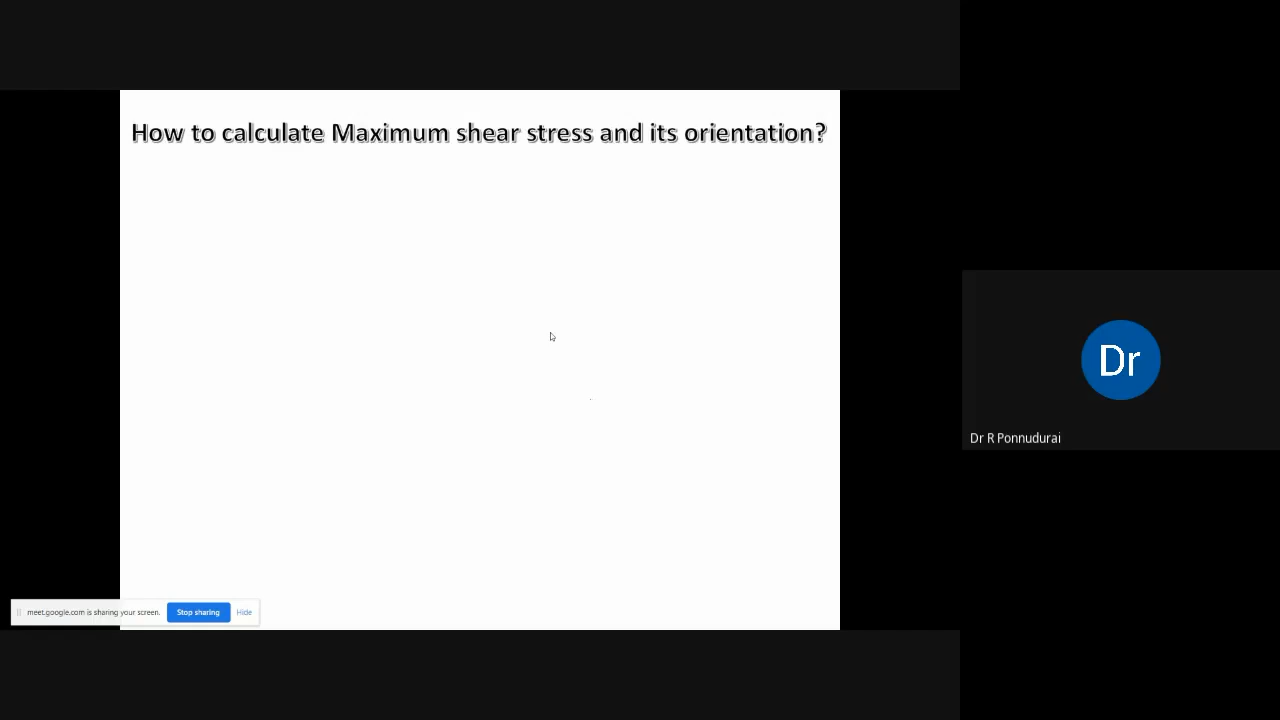 How to calculate Maximum shear stress and its orientation?
Dr
Dr R Ponnudurai
meet.google.com is sharing your screen.
Stop sharing
Hide